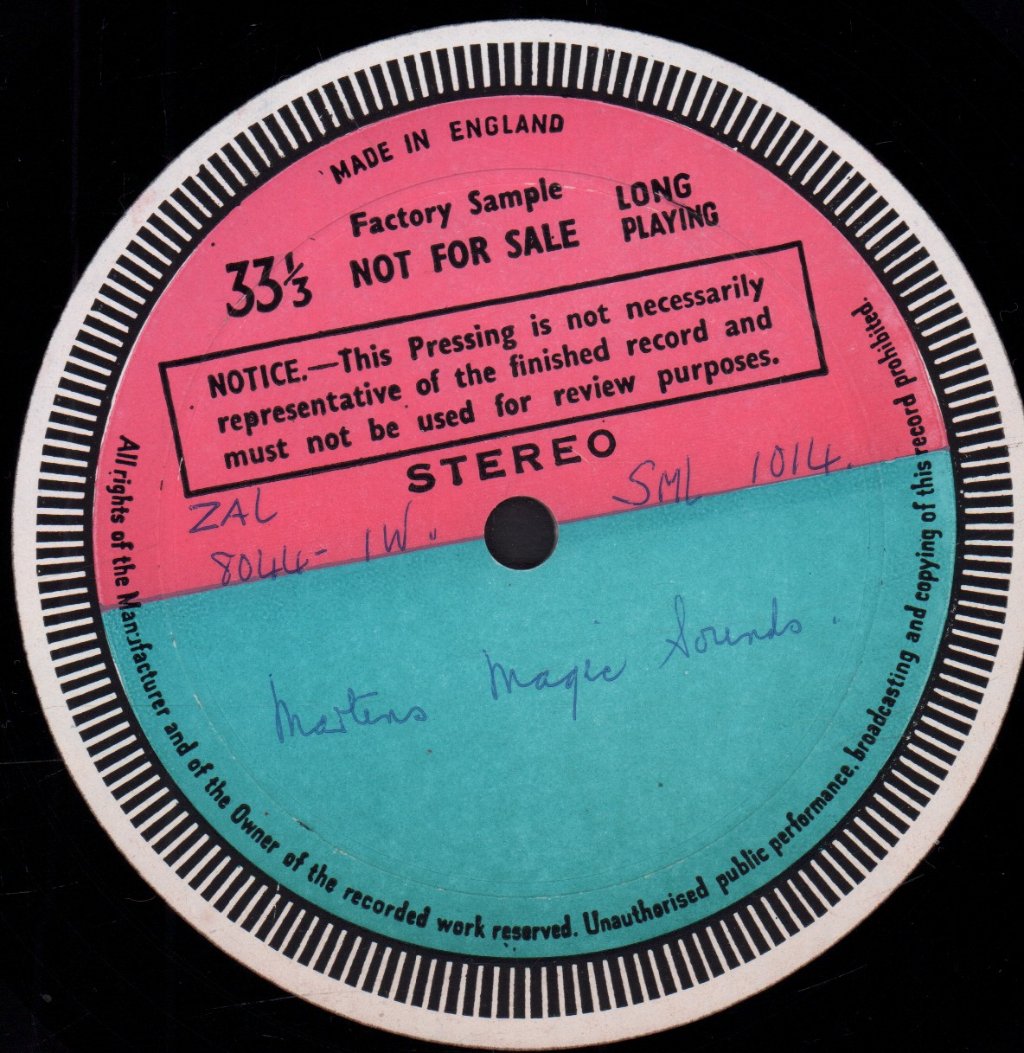 MADE IN ENGLAND
Factory Sample
NOT FOR SALE
LONG
PLAYING
33⅓
NOTICE.—This Pressing is not necessarily
representative of the finished record and
must not be used for review purposes.
STEREO
ZAL
8044-1W.
SML 1014.
Martens Magic Sounds.
All rights of the Manufacturer and of the Owner of the recorded work reserved. Unauthorised public performance, broadcasting and copying of this record prohibited.